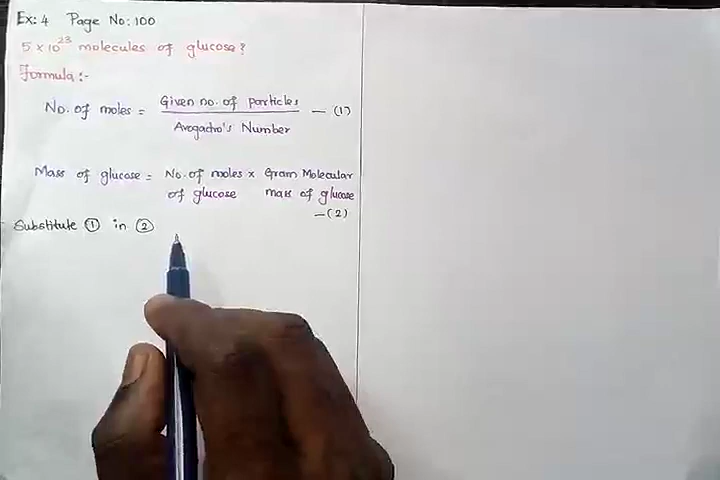 Ex: 4 Page No: 100
5 × 10²³ molecules of glucose?
Formula:-
No. of moles = Given no. of particles / Avogadro's Number — (1)
Mass of glucose = No. of moles × Gram Molecular
of glucose mass of glucose
— (2)
Substitute ① in ②